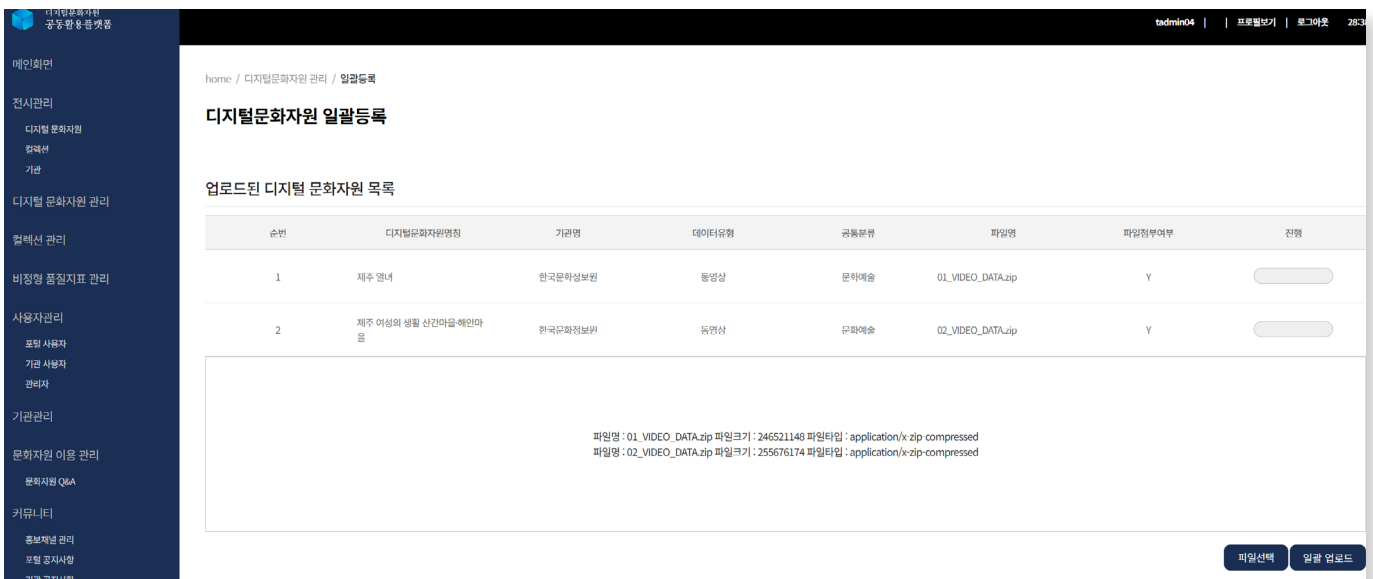 디지털문화자원
공동활용플랫폼
tadmin04 | | 프로필보기 | 로그아웃 28:38
메인화면
전시관리
디지털 문화자원
컬렉션
기관
디지털 문화자원 관리
컬렉션 관리
비정형 품질지표 관리
사용자관리
포털 사용자
기관 사용자
관리자
기관관리
문화자원 이용 관리
문화자원 Q&A
커뮤니티
홍보채널 관리
포털 공지사항
기관 공지사항
home / 디지털문화자원 관리 / 일괄등록
디지털문화자원 일괄등록
업로드된 디지털 문화자원 목록
순번 디지털문화자원명칭 기관명 데이터유형 공통분류 파일명 파일첨부여부 진행
1 제주 열녀 한국문화정보원 동영상 문화예술 01_VIDEO_DATA.zip Y
2 제주 여성의 생활 산간마을-해안마
을 한국문화정보원 동영상 문화예술 02_VIDEO_DATA.zip Y
파일명 : 01_VIDEO_DATA.zip 파일크기 : 246521148 파일타입 : application/x-zip-compressed
파일명 : 02_VIDEO_DATA.zip 파일크기 : 255676174 파일타입 : application/x-zip-compressed
파일선택 일괄 업로드